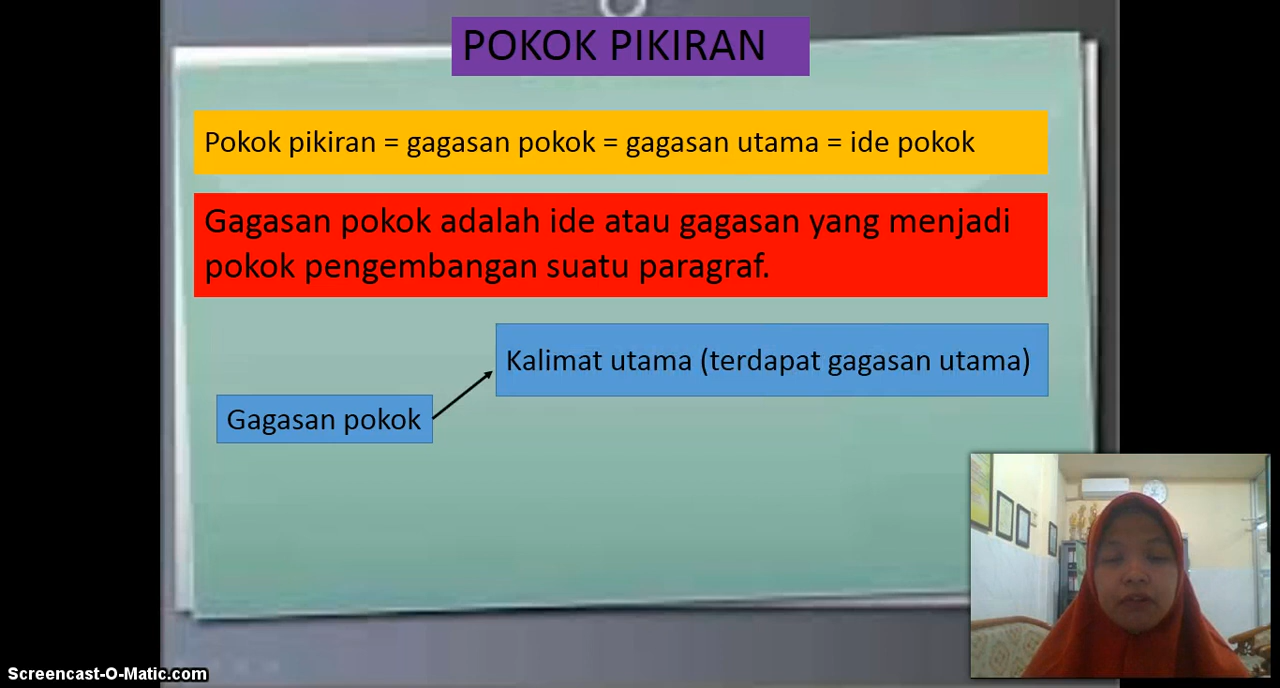 POKOK PIKIRAN
Pokok pikiran = gagasan pokok = gagasan utama = ide pokok
Gagasan pokok adalah ide atau gagasan yang menjadi
pokok pengembangan suatu paragraf.
Kalimat utama (terdapat gagasan utama)
Gagasan pokok
Screencast-O-Matic.com